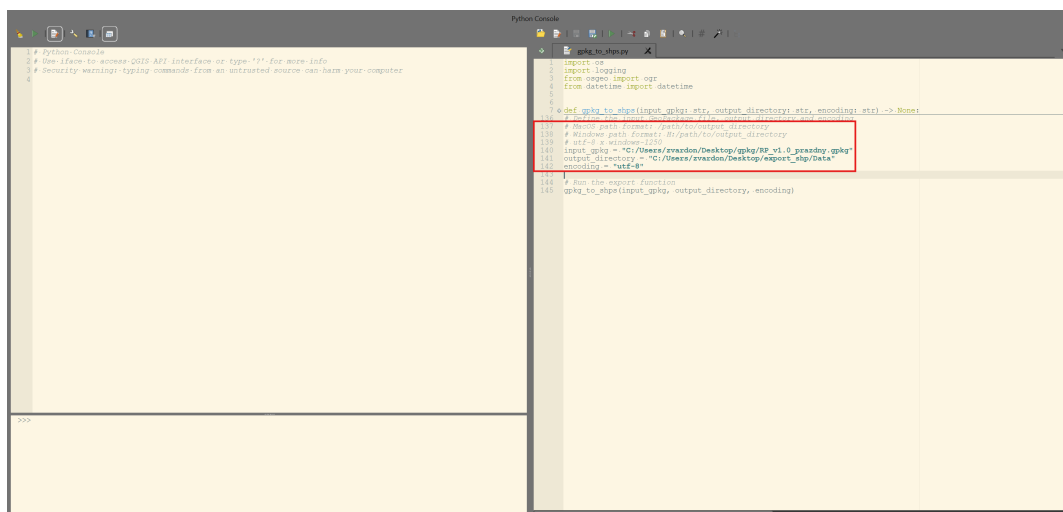 Python Console
1 # Python Console
2 # Use iface to access QGIS API interface or type '?' for more info
3 # Security warning: typing commands from an untrusted source can harm your computer
4
>>>
gpkg_to_shps.py
1 import os
2 import logging
3 from osgeo import ogr
4 from datetime import datetime
5
6
7 def gpkg_to_shps(input_gpkg: str, output_directory: str, encoding: str) -> None:
136 # Define the input GeoPackage file, output directory and encoding
137 # MacOS path format: /path/to/output_directory
138 # Windows path format: H:/path/to/output_directory
139 # utf-8 x windows-1250
140 input_gpkg = "C:/Users/zvardon/Desktop/gpkg/RP_v1.0_prazdny.gpkg"
141 output_directory = "C:/Users/zvardon/Desktop/export_shp/Data"
142 encoding = "utf-8"
143
144 # Run the export function
145 gpkg_to_shps(input_gpkg, output_directory, encoding)